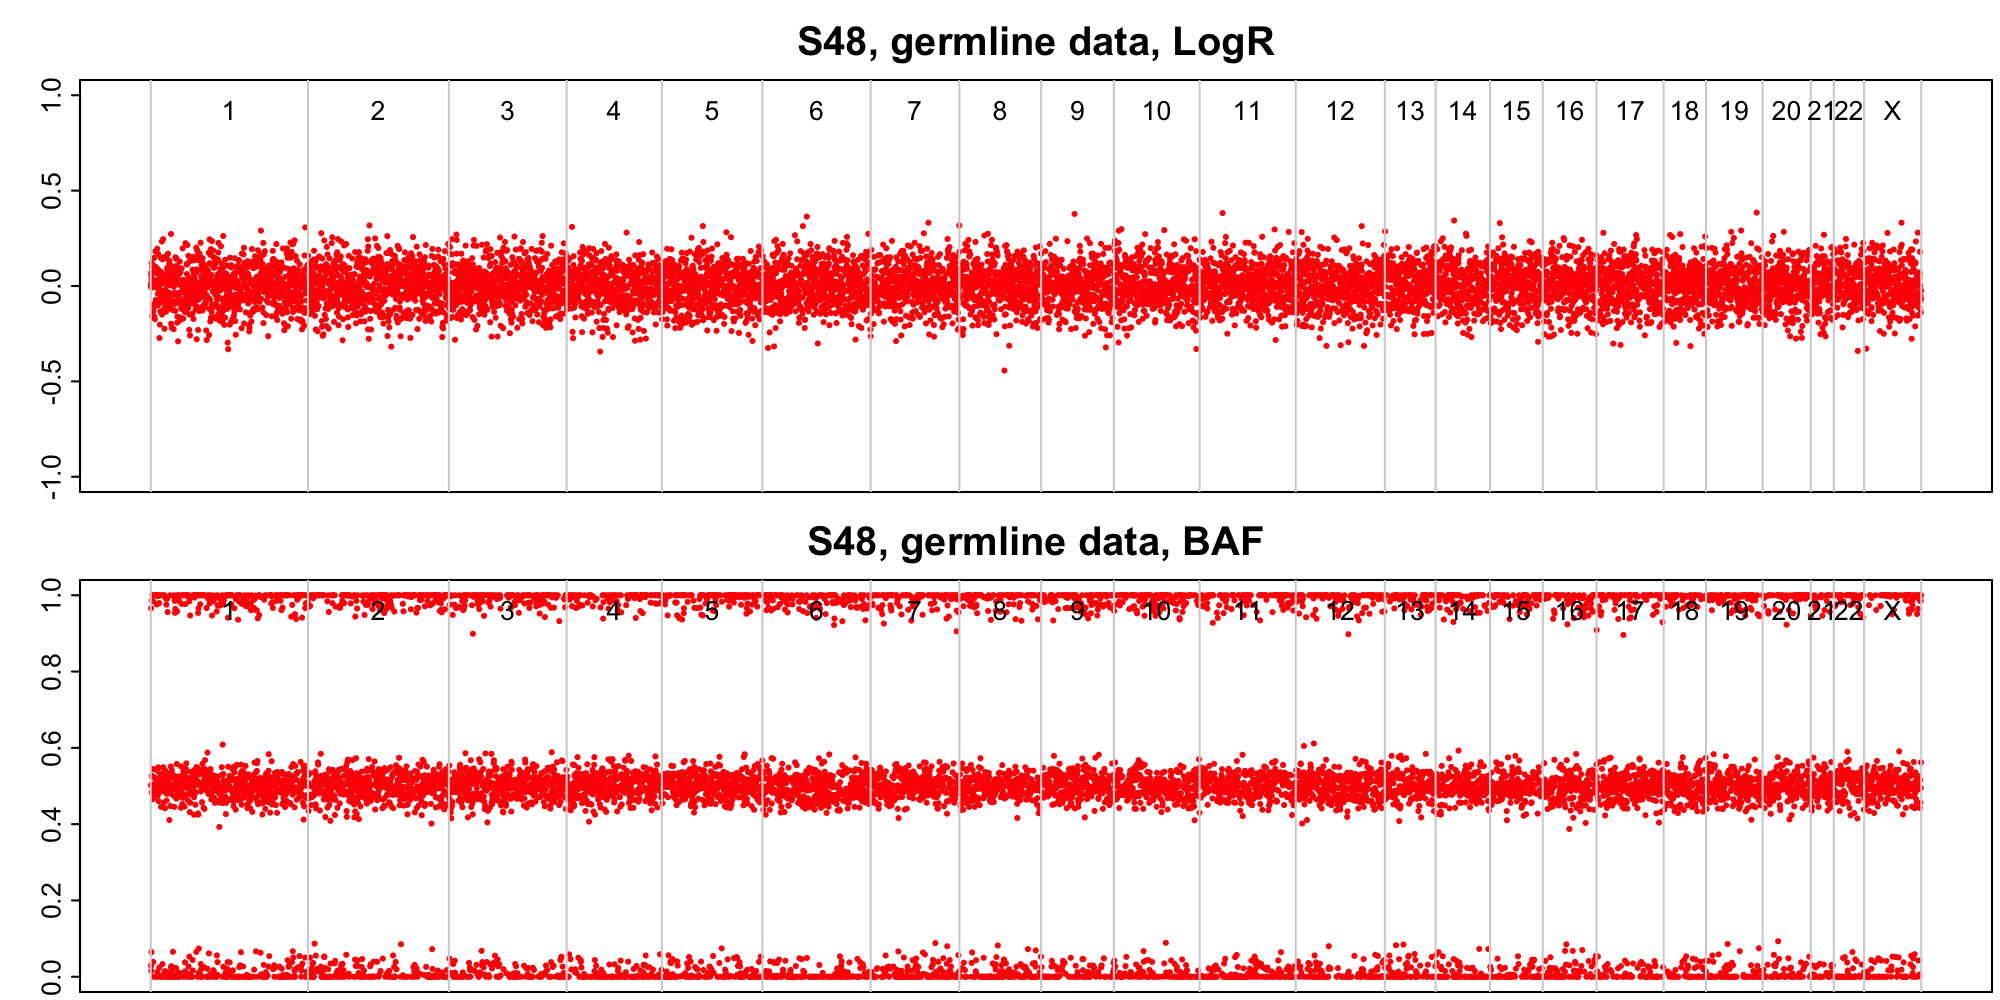 S48, germline data, LogR
1.0
0.5
0.0
-0.5
-1.0
1 2 3 4 5 6 7 8 9 10 11 12 13 14 15 16 17 18 19 20 21 22 X
S48, germline data, BAF
1.0
0.8
0.6
0.4
0.2
0.0
1 2 3 4 5 6 7 8 9 10 11 12 13 14 15 16 17 18 19 20 21 22 X